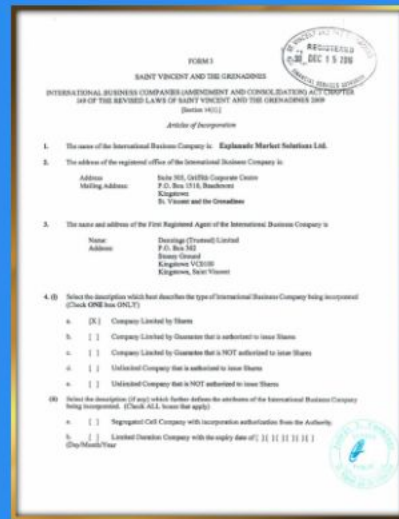 FORM 3
SAINT VINCENT AND THE GRENADINES
INTERNATIONAL BUSINESS COMPANIES (AMENDMENT AND CONSOLIDATION) ACT CHAPTER
149 OF THE REVISED LAWS OF SAINT VINCENT AND THE GRENADINES 2009
Articles of Incorporation
REGISTERED
DEC 15
1. The name of the International Business Company is: Esplanade Market Solutions Ltd.
2. The address of the registered office of the International Business Company is:
Address Suite 305, Griffith Corporate Centre
Mailing Address: P.O. Box 1510, Beachmont
Kingstown
St. Vincent and the Grenadines
3. The name and address of the First Registered Agent of the International Business Company is
Name: (Trustees) Limited
Address: P.O. Box
Stoney Ground
Kingstown VC0100
Kingstown, Saint Vincent
4. (i) Select the description which best describes the type of International Business Company being incorporated
(Check ONE box ONLY)
a. [X] Company Limited by Shares
b. [ ] Company Limited by Guarantee that is authorized to issue Shares
c. [ ] Company Limited by Guarantee that is NOT authorized to issue Shares
d. [ ] Unlimited Company that is authorized to issue Shares
e. [ ] Unlimited Company that is NOT authorized to issue Shares
(ii) Select the description (if any) which further defines the attributes of the International Business Company
being incorporated. (Check ALL boxes that apply)
a. [ ] Segregated Cell Company with incorporation authorization from the Authority.
b. [ ] Limited Duration Company with the expiry date of [ ][ ][ ][ ][ ][ ]
(Day/Month/Year